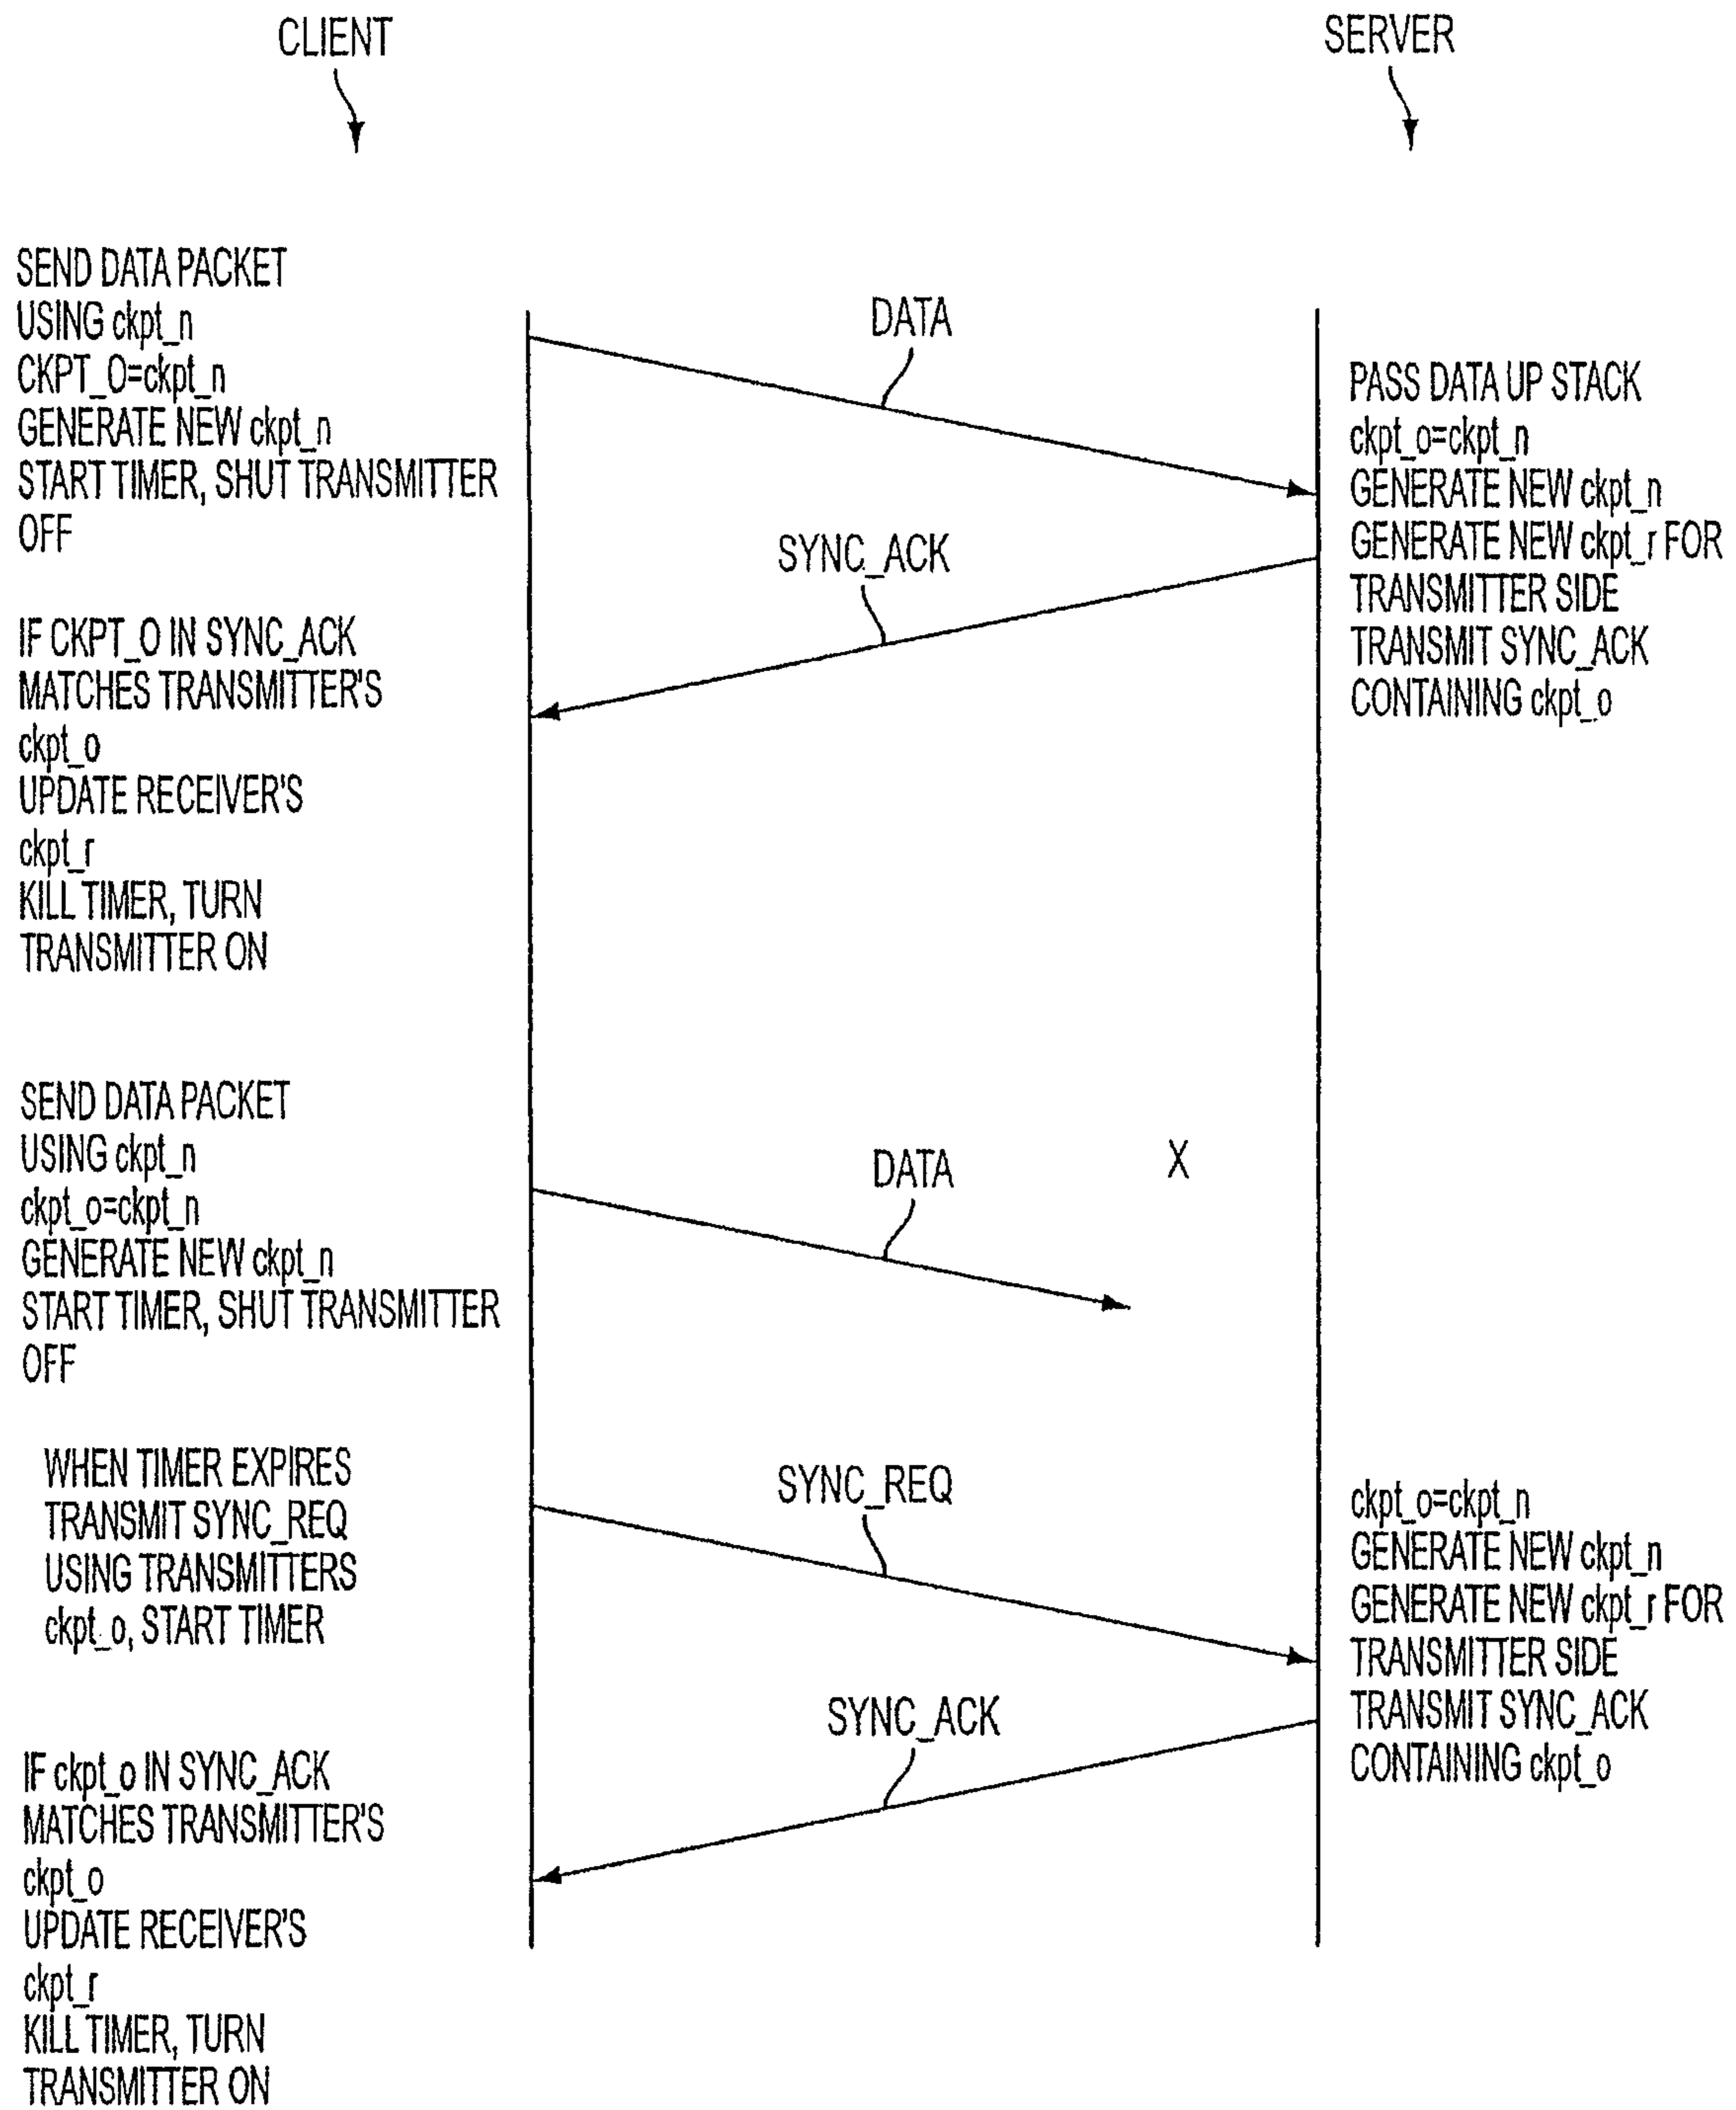 CLIENT
SERVER
SEND DATA PACKET
USING ckpt_n
CKPT_O=ckpt_n
GENERATE NEW ckpt_n
START TIMER, SHUT TRANSMITTER
OFF
DATA
PASS DATA UP STACK
ckpt_o=ckpt_n
GENERATE NEW ckpt_n
GENERATE NEW ckpt_r FOR
TRANSMITTER SIDE
TRANSMIT SYNC_ACK
CONTAINING ckpt_o
SYNC_ACK
IF CKPT_O IN SYNC_ACK
MATCHES TRANSMITTER'S
ckpt_o
UPDATE RECEIVER'S
ckpt_r
KILL TIMER, TURN
TRANSMITTER ON
SEND DATA PACKET
USING ckpt_n
ckpt_o=ckpt_n
GENERATE NEW ckpt_n
START TIMER, SHUT TRANSMITTER
OFF
DATA
X
WHEN TIMER EXPIRES
TRANSMIT SYNC_REQ
USING TRANSMITTERS
ckpt_o, START TIMER
SYNC_REQ
ckpt_o=ckpt_n
GENERATE NEW ckpt_n
GENERATE NEW ckpt_r FOR
TRANSMITTER SIDE
TRANSMIT SYNC_ACK
CONTAINING ckpt_o
SYNC_ACK
IF ckpt_o IN SYNC_ACK
MATCHES TRANSMITTER'S
ckpt_o
UPDATE RECEIVER'S
ckpt_r
KILL TIMER, TURN
TRANSMITTER ON